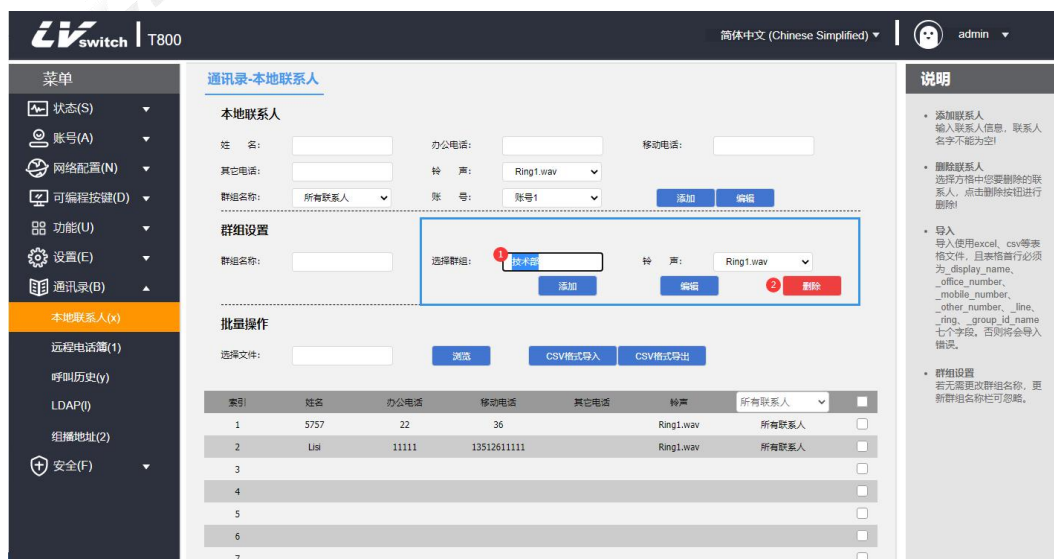 LVswitch T800
简体中文 (Chinese Simplified)
admin
菜单
状态(S)
账号(A)
网络配置(N)
可编程按键(D)
功能(U)
设置(E)
通讯录(B)
本地联系人(x)
远程电话簿(1)
呼叫历史(y)
LDAP(l)
组播地址(2)
安全(F)
通讯录-本地联系人
本地联系人
姓 名: 办公电话: 移动电话:
其它电话: 铃 声: Ring1.wav
群组名称: 所有联系人 账 号: 账号1 添加 编辑
群组设置
群组名称: 选择群组: 1 技术部 铃 声: Ring1.wav
添加 编辑 2 删除
批量操作
选择文件: 浏览 CSV格式导入 CSV格式导出
索引 姓名 办公电话 移动电话 其它电话 铃声 所有联系人
1 5757 22 36 Ring1.wav 所有联系人
2 Lisi 11111 13512611111 Ring1.wav 所有联系人
3
4
5
6
7
说明
添加联系人
输入联系人信息，联系人
名字不能为空!
删除联系人
选择方格中您要删除的联
系人，点击删除按钮进行
删除!
导入
导入使用excel、csv等表
格文件，且表格首行必须
为_display_name、
_office_number、
_mobile_number、
_other_number、_line、
_ring、_group_id_name
七个字段。否则将会导入
错误。
群组设置
若无需更改群组名称，更
新群组名称栏可忽略。